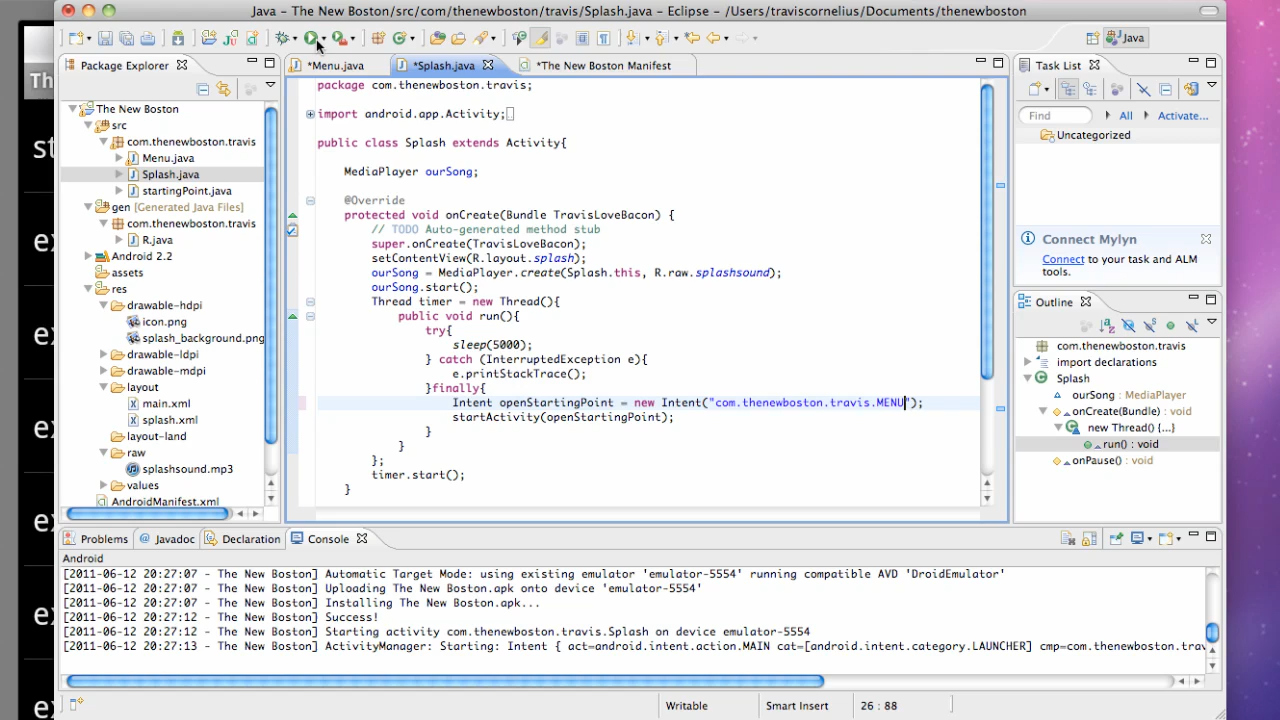 Java - The New Boston/src/com/thenewboston/travis/Splash.java - Eclipse - /Users/traviscornelius/Documents/thenewboston
Java
Package Explorer
The New Boston
src
com.thenewboston.travis
Menu.java
Splash.java
startingPoint.java
gen [Generated Java Files]
com.thenewboston.travis
R.java
Android 2.2
assets
res
drawable-hdpi
icon.png
splash_background.png
drawable-ldpi
drawable-mdpi
layout
main.xml
splash.xml
layout-land
raw
splashsound.mp3
values
AndroidManifest.xml
*Menu.java
*Splash.java
*The New Boston Manifest
package com.thenewboston.travis;
import android.app.Activity;
public class Splash extends Activity{
MediaPlayer ourSong;
@Override
protected void onCreate(Bundle TravisLoveBacon) {
// TODO Auto-generated method stub
super.onCreate(TravisLoveBacon);
setContentView(R.layout.splash);
ourSong = MediaPlayer.create(Splash.this, R.raw.splashsound);
ourSong.start();
Thread timer = new Thread(){
public void run(){
try{
sleep(5000);
} catch (InterruptedException e){
e.printStackTrace();
}finally{
Intent openStartingPoint = new Intent("com.thenewboston.travis.MENU");
startActivity(openStartingPoint);
}
}
};
timer.start();
}
Task List
Find
All
Activate...
Uncategorized
Connect Mylyn
Connect to your task and ALM
tools.
Outline
com.thenewboston.travis
import declarations
Splash
ourSong : MediaPlayer
onCreate(Bundle) : void
new Thread() {...}
run() : void
onPause() : void
Problems
Javadoc
Declaration
Console
Android
[2011-06-12 20:27:07 - The New Boston] Automatic Target Mode: using existing emulator 'emulator-5554' running compatible AVD 'DroidEmulator'
[2011-06-12 20:27:07 - The New Boston] Uploading The New Boston.apk onto device 'emulator-5554'
[2011-06-12 20:27:07 - The New Boston] Installing The New Boston.apk...
[2011-06-12 20:27:12 - The New Boston] Success!
[2011-06-12 20:27:12 - The New Boston] Starting activity com.thenewboston.travis.Splash on device emulator-5554
[2011-06-12 20:27:13 - The New Boston] ActivityManager: Starting: Intent { act=android.intent.action.MAIN cat=[android.intent.category.LAUNCHER] cmp=com.thenewboston.trav
Writable
Smart Insert
26 : 88
Th
st
ex
ex
ex
ex
ex
ex